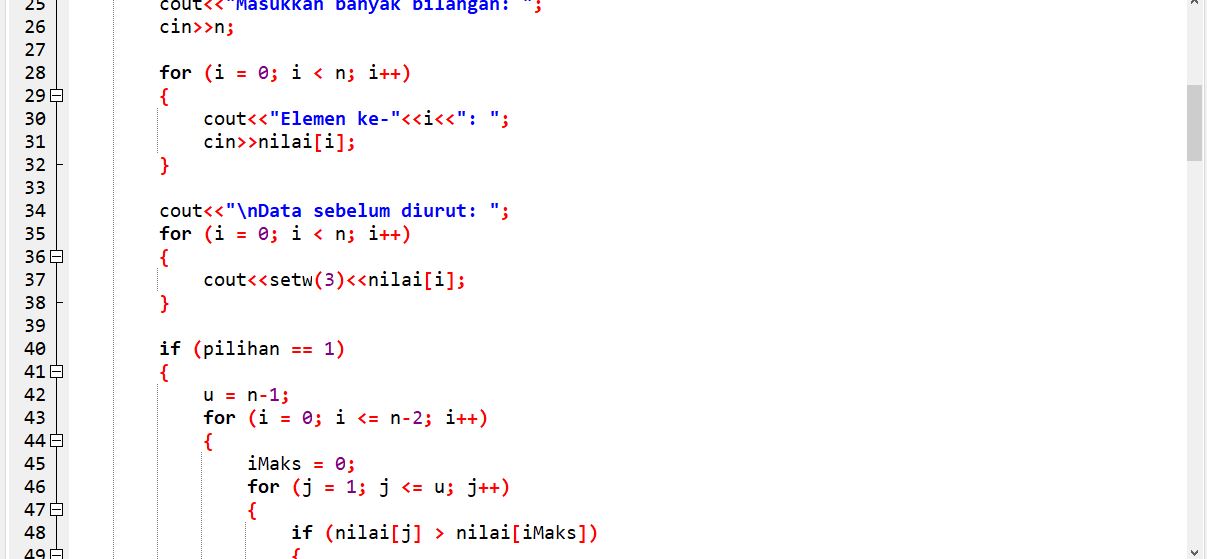 25 cout<<"Masukkan banyak bilangan: ";
26 cin>>n;
27
28 for (i = 0; i < n; i++)
29 {
30 cout<<"Elemen ke-"<<i<<": ";
31 cin>>nilai[i];
32 }
33
34 cout<<"\nData sebelum diurut: ";
35 for (i = 0; i < n; i++)
36 {
37 cout<<setw(3)<<nilai[i];
38 }
39
40 if (pilihan == 1)
41 {
42 u = n-1;
43 for (i = 0; i <= n-2; i++)
44 {
45 iMaks = 0;
46 for (j = 1; j <= u; j++)
47 {
48 if (nilai[j] > nilai[iMaks])
49 {